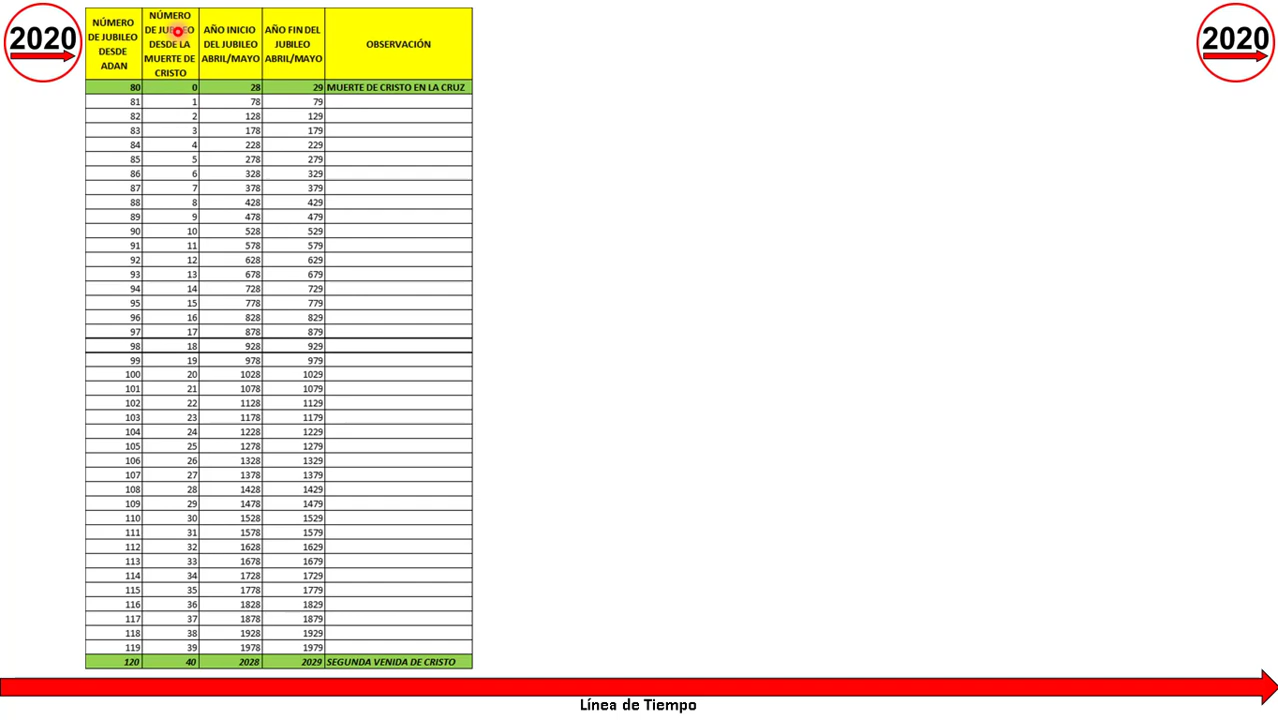 2020
2020
NÚMERO DE JUBILEO DESDE ADAN | NÚMERO DE JUBILEO DESDE LA MUERTE DE CRISTO | AÑO INICIO DEL JUBILEO ABRIL/MAYO | AÑO FIN DEL JUBILEO ABRIL/MAYO | OBSERVACIÓN
80 0 28 29 MUERTE DE CRISTO EN LA CRUZ
81 1 78 79
82 2 128 129
83 3 178 179
84 4 228 229
85 5 278 279
86 6 328 329
87 7 378 379
88 8 428 429
89 9 478 479
90 10 528 529
91 11 578 579
92 12 628 629
93 13 678 679
94 14 728 729
95 15 778 779
96 16 828 829
97 17 878 879
98 18 928 929
99 19 978 979
100 20 1028 1029
101 21 1078 1079
102 22 1128 1129
103 23 1178 1179
104 24 1228 1229
105 25 1278 1279
106 26 1328 1329
107 27 1378 1379
108 28 1428 1429
109 29 1478 1479
110 30 1528 1529
111 31 1578 1579
112 32 1628 1629
113 33 1678 1679
114 34 1728 1729
115 35 1778 1779
116 36 1828 1829
117 37 1878 1879
118 38 1928 1929
119 39 1978 1979
120 40 2028 2029 SEGUNDA VENIDA DE CRISTO
Línea de Tiempo